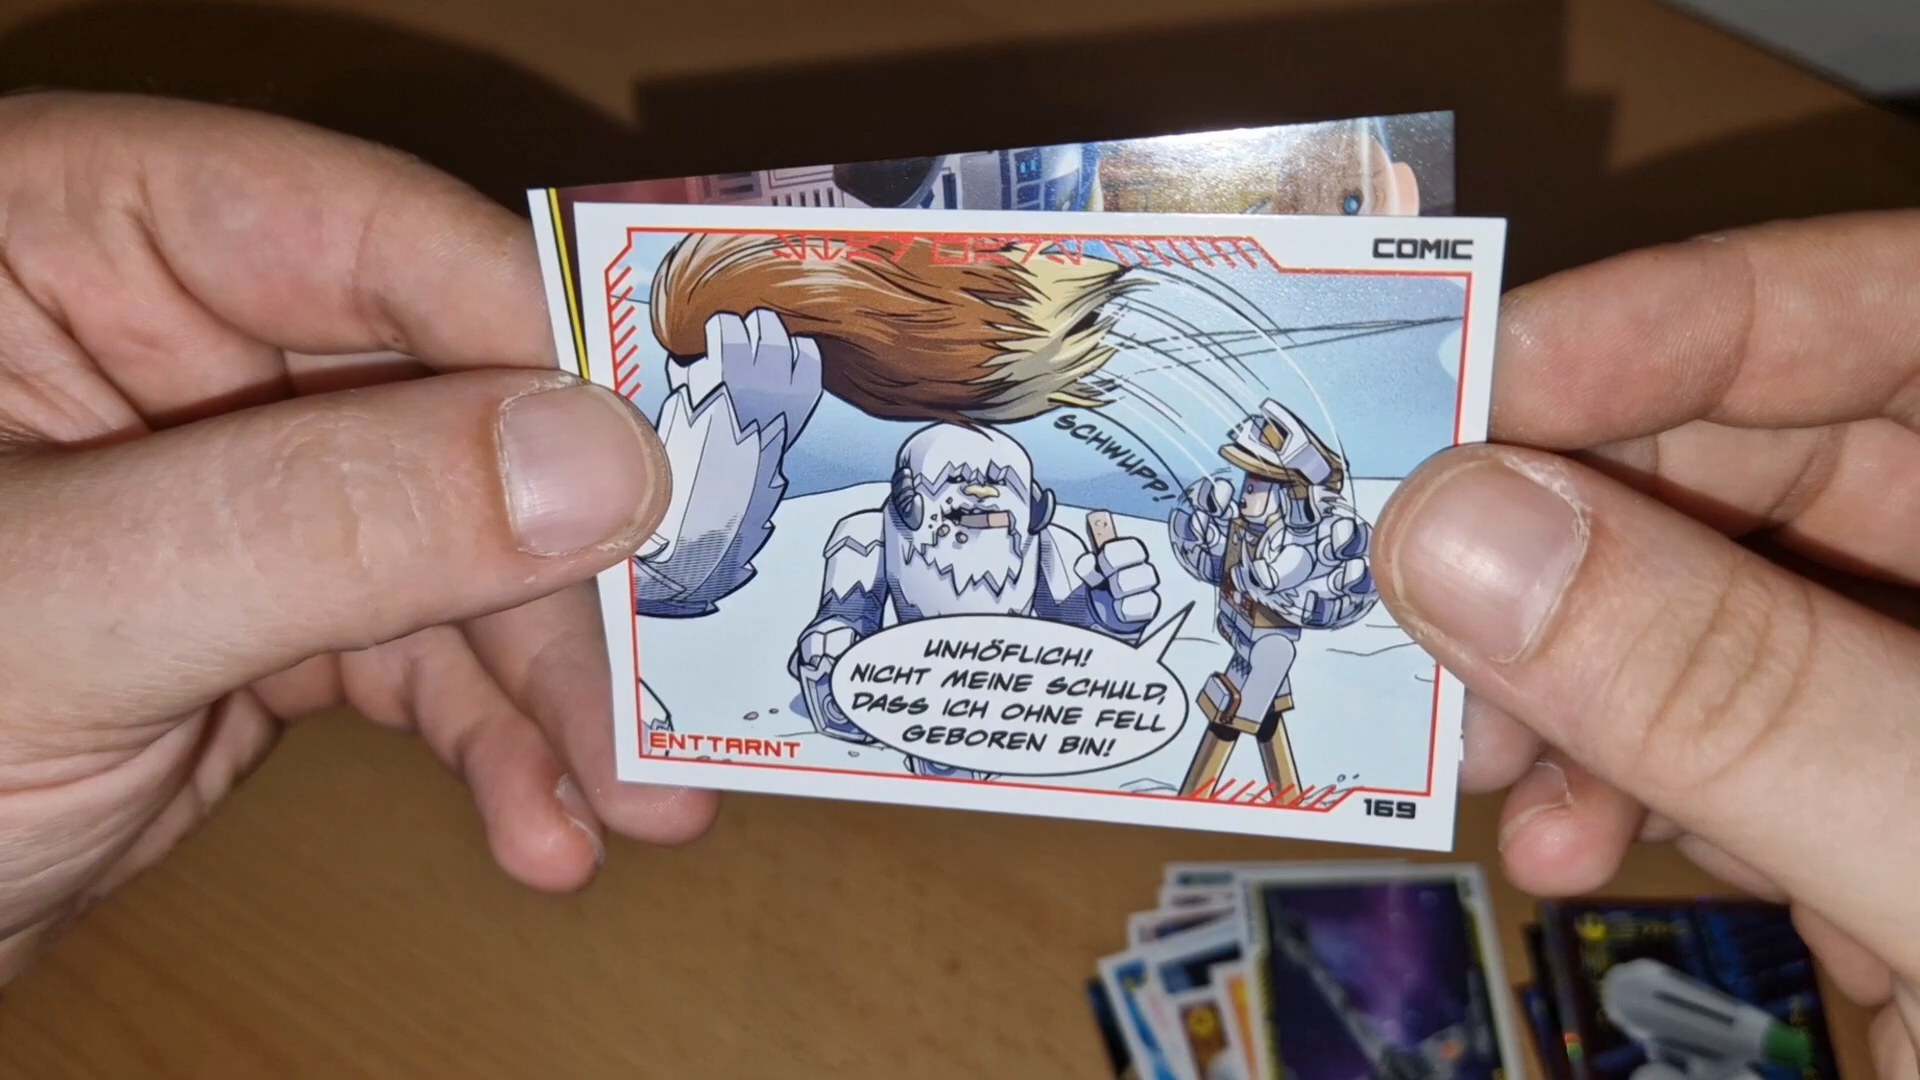 COMIC
SCHWUPP!
UNHÖFLICH!
NICHT MEINE SCHULD,
DASS ICH OHNE FELL
GEBOREN BIN!
ENTTARNT
169